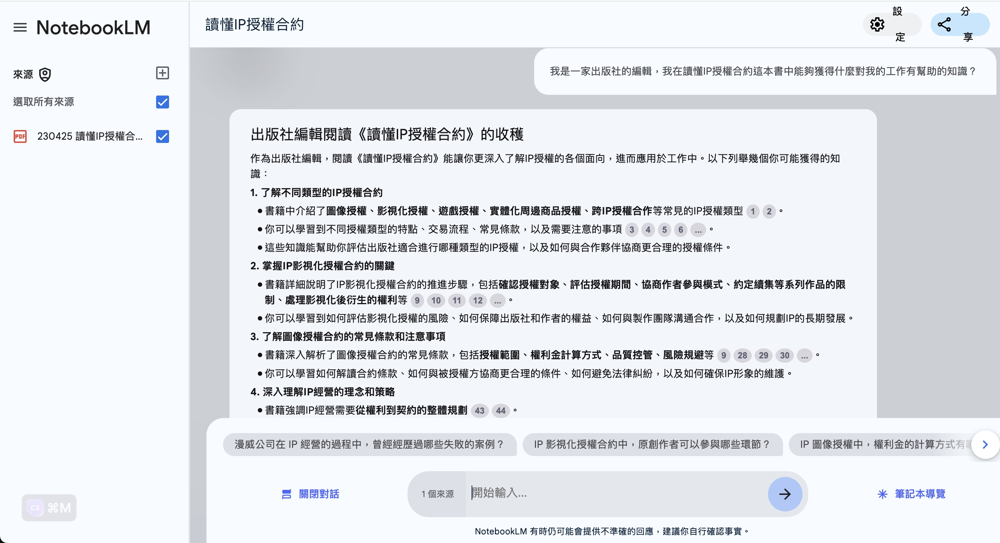 NotebookLM
讀懂IP授權合約
設定
分享
來源
選取所有來源
PDF
230425 讀懂IP授權合...
我是一家出版社的編輯，我在讀懂IP授權合約這本書中能夠獲得什麼對我的工作有幫助的知識？
出版社編輯閱讀《讀懂IP授權合約》的收穫
作為出版社編輯，閱讀《讀懂IP授權合約》能讓你更深入了解IP授權的各個面向，進而應用於工作中。以下列舉幾個你可能獲得的知
識：
1. 了解不同類型的IP授權合約
● 書籍中介紹了圖像授權、影視化授權、遊戲授權、實體化周邊商品授權、跨IP授權合作等常見的IP授權類型 1 2 。
● 你可以學習到不同授權類型的特點、交易流程、常見條款，以及需要注意的事項 3 4 5 6 ... 。
● 這些知識能幫助你評估出版社適合進行哪種類型的IP授權，以及如何與合作夥伴協商更合理的授權條件。
2. 掌握IP影視化授權合約的關鍵
● 書籍詳細說明了IP影視化授權合約的推進步驟，包括確認授權對象、評估授權期間、協商作者參與模式、約定續集等系列作品的限
制、處理影視化後衍生的權利等 9 10 11 12 ... 。
● 你可以學習到如何評估影視化授權的風險、如何保障出版社和作者的權益、如何與製作團隊溝通合作，以及如何規劃IP的長期發展。
3. 了解圖像授權合約的常見條款和注意事項
● 書籍深入解析了圖像授權合約的常見條款，包括授權範圍、權利金計算方式、品質控管、風險規避等 9 28 29 30 ... 。
● 你可以學習如何解讀合約條款、如何與被授權方協商更合理的條件、如何避免法律糾紛，以及如何確保IP形象的維護。
4. 深入理解IP經營的理念和策略
● 書籍強調IP經營需要從權利到契約的整體規劃 43 44 。
漫威公司在 IP 經營的過程中，曾經經歷過哪些失敗的案例？
IP 影視化授權合約中，原創作者可以參與哪些環節？
IP 圖像授權中，權利金的計算方式有哪
關閉對話
1 個來源
開始輸入...
筆記本導覽
CS ⌘M
NotebookLM 有時仍可能會提供不準確的回應，建議你自行確認事實。